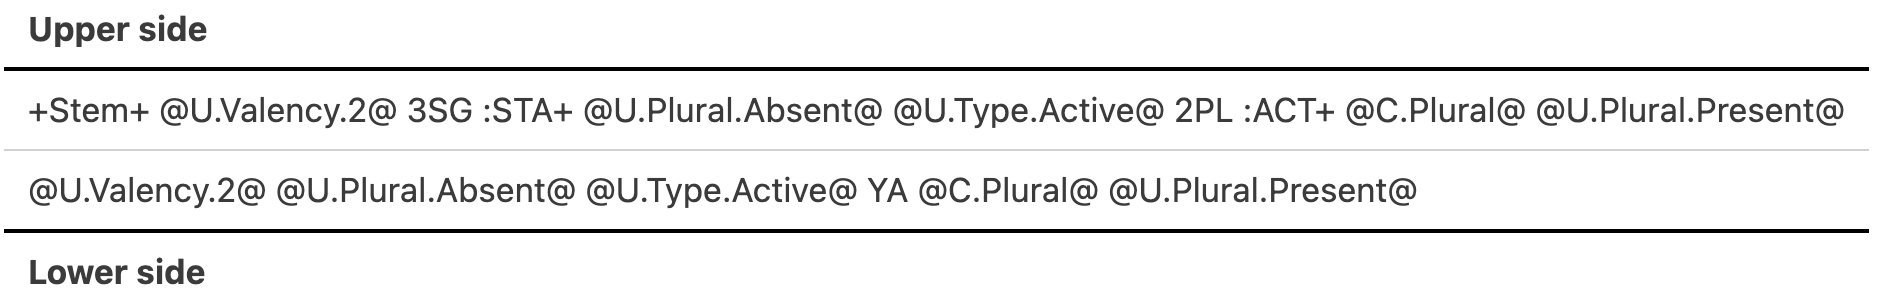 Upper side
+Stem+ @U.Valency.2@ 3SG :STA+ @U.Plural.Absent@ @U.Type.Active@ 2PL :ACT+ @C.Plural@ @U.Plural.Present@
@U.Valency.2@ @U.Plural.Absent@ @U.Type.Active@ YA @C.Plural@ @U.Plural.Present@
Lower side